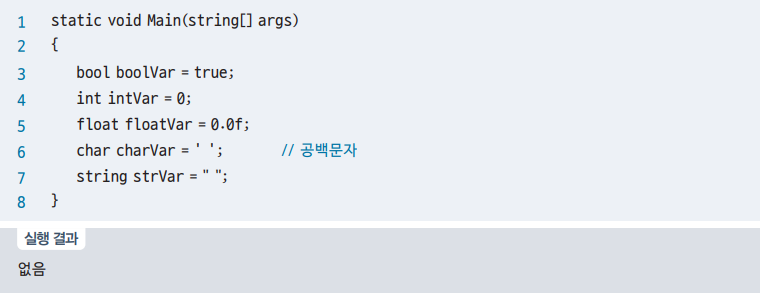 1 static void Main(string[] args)
2 {
3 bool boolVar = true;
4 int intVar = 0;
5 float floatVar = 0.0f;
6 char charVar = ' '; // 공백문자
7 string strVar = " ";
8 }
실행 결과
없음